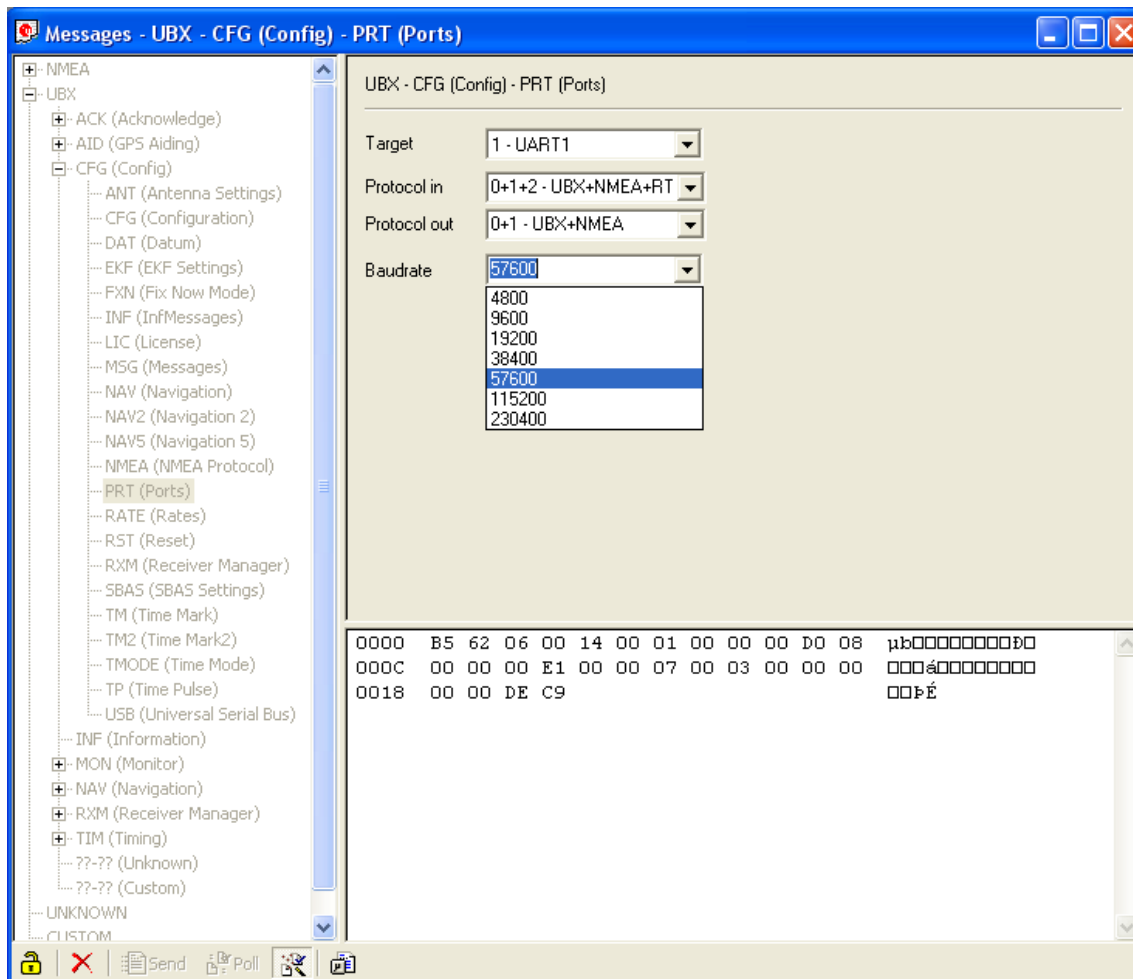 Messages - UBX - CFG (Config) - PRT (Ports)
NMEA
UBX
ACK (Acknowledge)
AID (GPS Aiding)
CFG (Config)
ANT (Antenna Settings)
CFG (Configuration)
DAT (Datum)
EKF (EKF Settings)
FXN (Fix Now Mode)
INF (InfMessages)
LIC (License)
MSG (Messages)
NAV (Navigation)
NAV2 (Navigation 2)
NAV5 (Navigation 5)
NMEA (NMEA Protocol)
PRT (Ports)
RATE (Rates)
RST (Reset)
RXM (Receiver Manager)
SBAS (SBAS Settings)
TM (Time Mark)
TM2 (Time Mark2)
TMODE (Time Mode)
TP (Time Pulse)
USB (Universal Serial Bus)
INF (Information)
MON (Monitor)
NAV (Navigation)
RXM (Receiver Manager)
TIM (Timing)
??-?? (Unknown)
??-?? (Custom)
UNKNOWN
CUSTOM
UBX - CFG (Config) - PRT (Ports)
Target 1 - UART1
Protocol in 0+1+2 - UBX+NMEA+RT
Protocol out 0+1 - UBX+NMEA
Baudrate 57600
4800
9600
19200
38400
57600
115200
230400
0000 B5 62 06 00 14 00 01 00 00 00 D0 08 µb□□□□□□□□Ð□
000C 00 00 00 E1 00 00 07 00 03 00 00 00 □□□á□□□□□□□□
0018 00 00 DE C9 □□ÞÉ
Send Poll